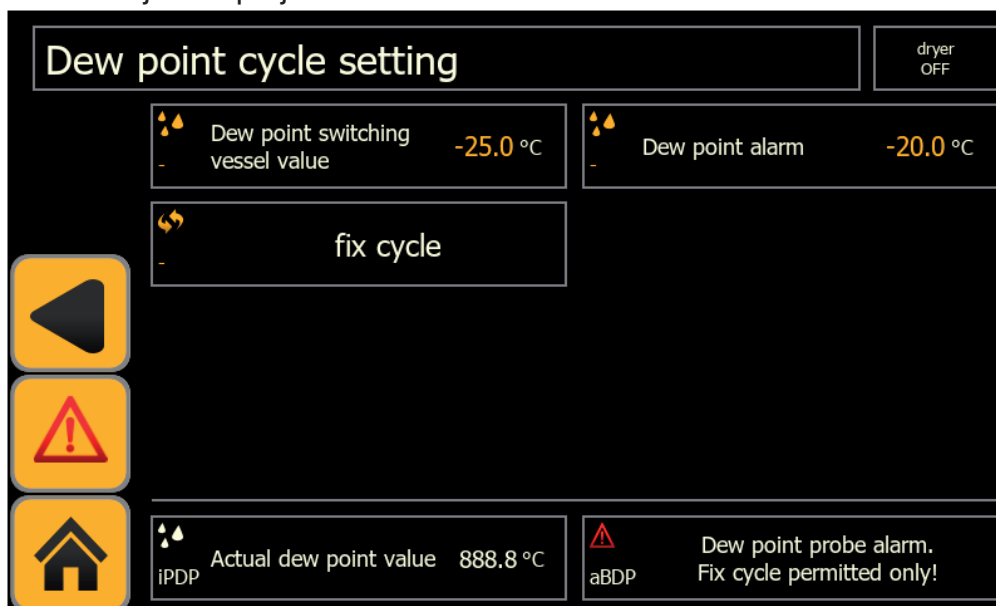 Dew point cycle setting
dryer
OFF
Dew point switching
vessel value
-25.0 °C
-
Dew point alarm
-20.0 °C
-
fix cycle
-
Actual dew point value
888.8 °C
iPDP
Dew point probe alarm.
Fix cycle permitted only!
aBDP